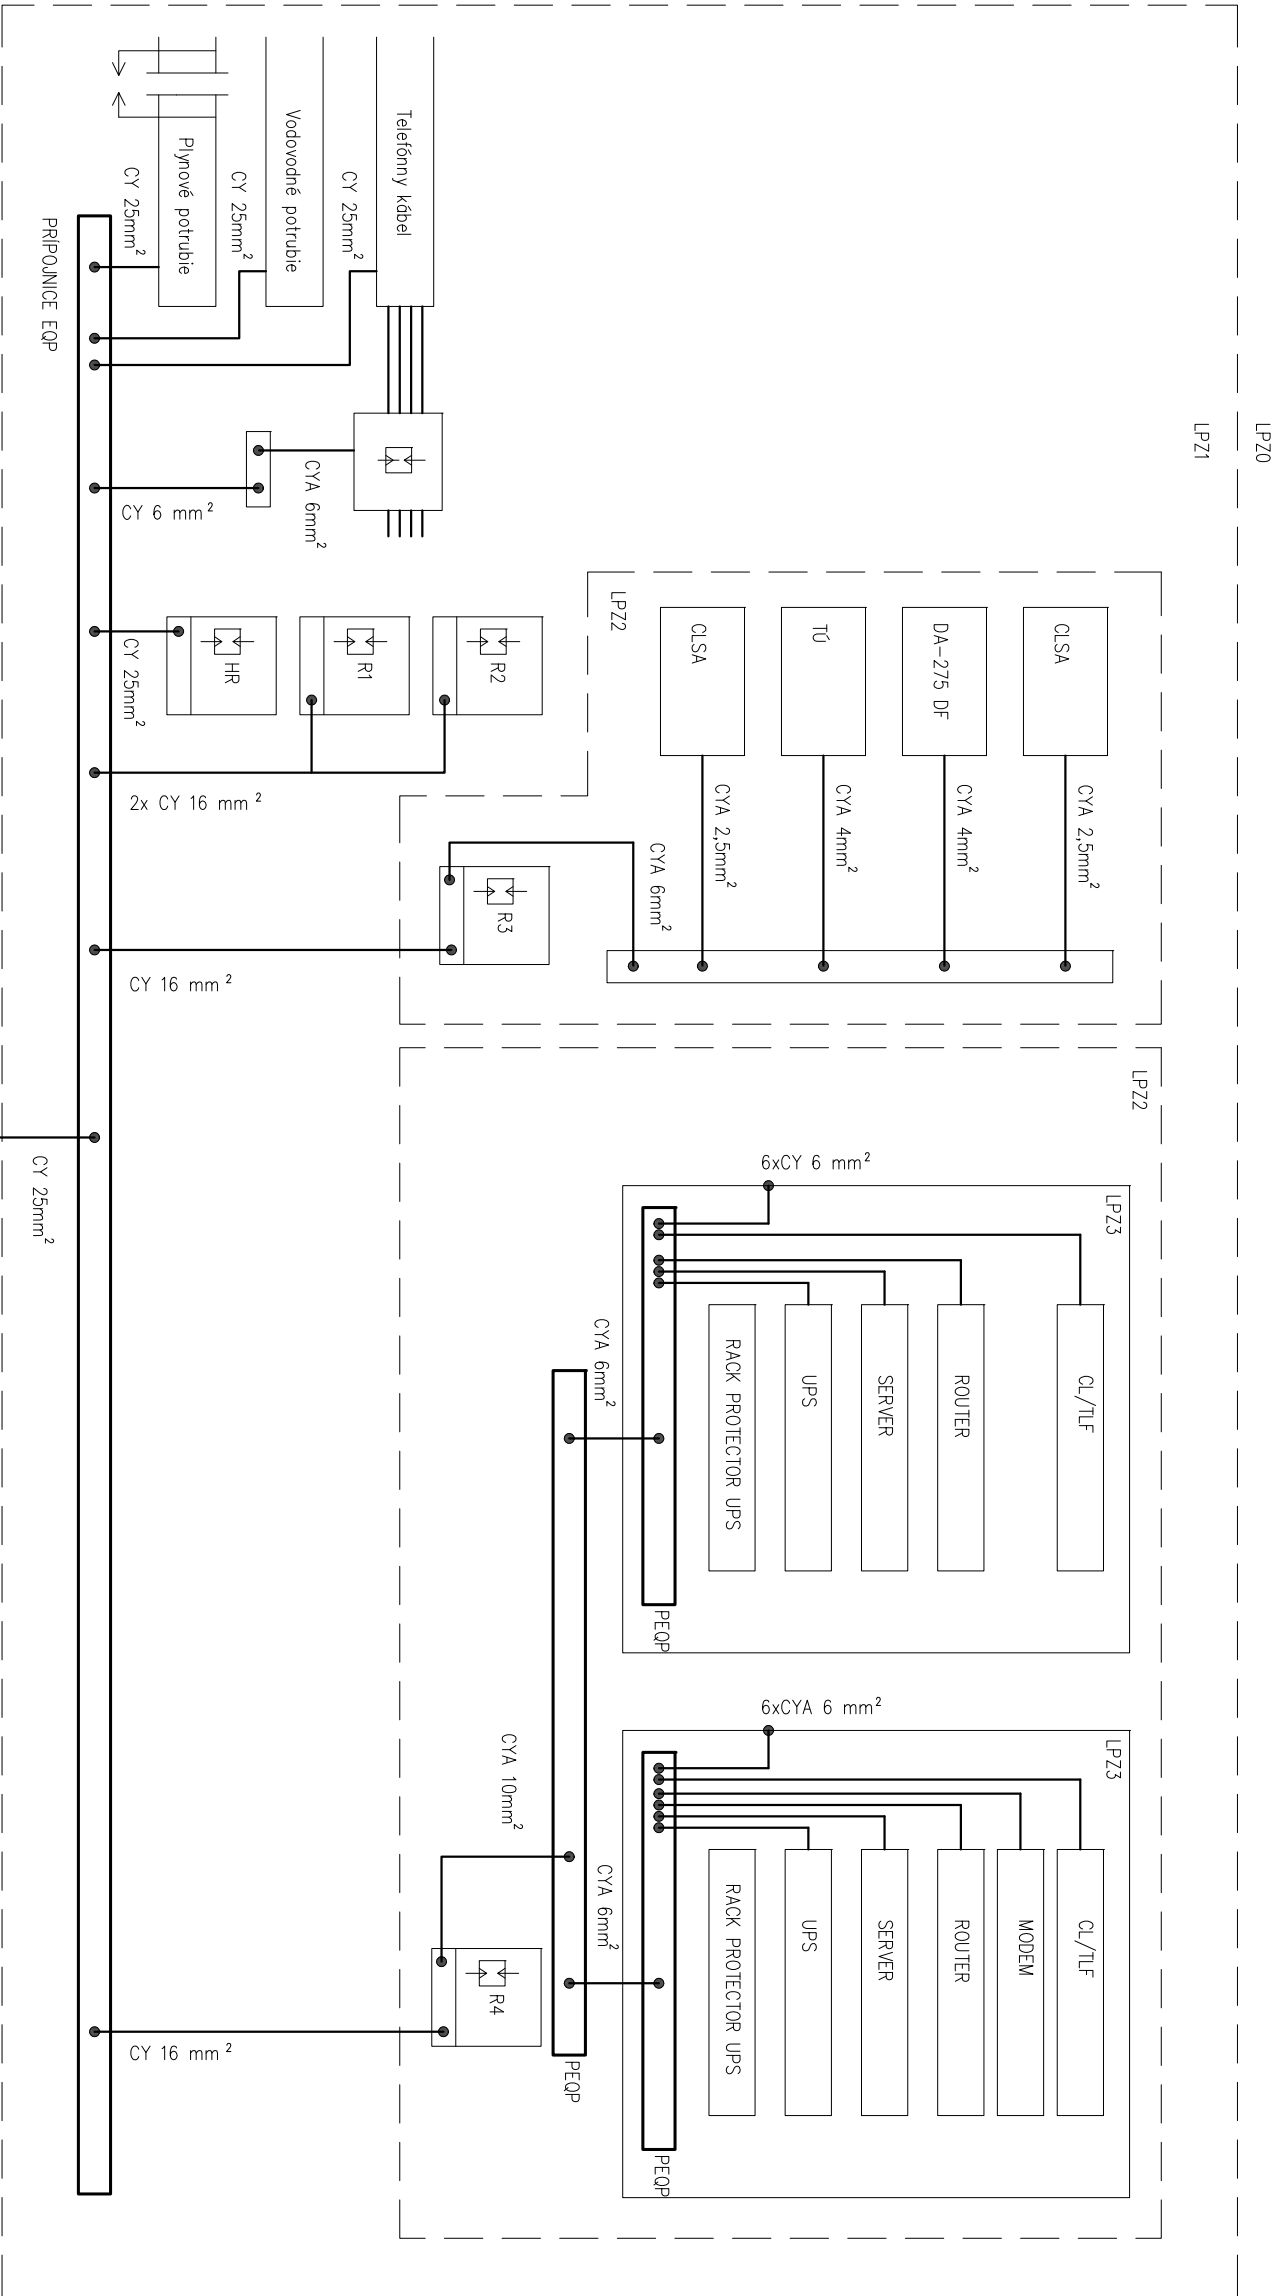 LPZ0
LPZ1
Telefónny kábel
CY 25mm²
Vodovodné potrubie
CY 25mm²
Plynové potrubie
CY 25mm²
PRÍPOJNICE EQP
CYA 6mm²
CY 6 mm²
LPZ2
CLSA
DA-275 DF
TÚ
CLSA
CYA 2,5mm²
CYA 4mm²
CYA 4mm²
CYA 2,5mm²
CYA 6mm²
R2
R1
HR
CY 25mm²
2x CY 16 mm²
R3
CY 16 mm²
CY 25mm²
LPZ2
LPZ3
6xCY 6 mm²
CL/TLF
ROUTER
SERVER
UPS
RACK PROTECTOR UPS
PEQP
CYA 6mm²
LPZ3
6xCYA 6 mm²
CL/TLF
MODEM
ROUTER
SERVER
UPS
RACK PROTECTOR UPS
PEQP
CYA 6mm²
CYA 10mm²
PEQP
R4
CY 16 mm²